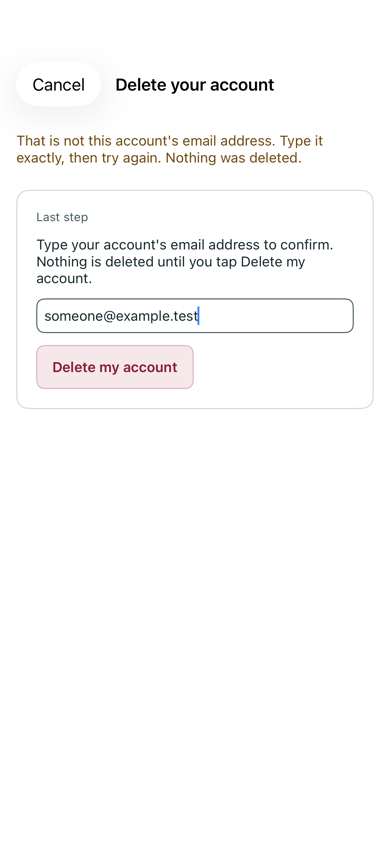 Cancel
Delete your account
That is not this account's email address. Type it
exactly, then try again. Nothing was deleted.
Last step
Type your account's email address to confirm.
Nothing is deleted until you tap Delete my
account.
someone@example.test
Delete my account